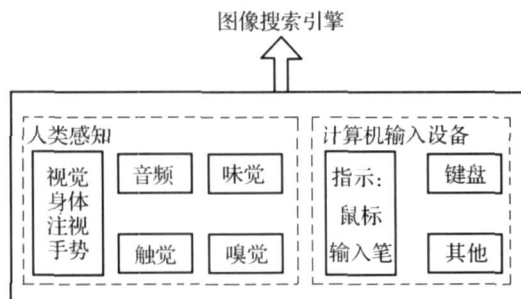 图像搜索引擎
人类感知
视觉
身体
注视
手势
音频
味觉
触觉
嗅觉
计算机输入设备
指示:
鼠标
输入笔
键盘
其他